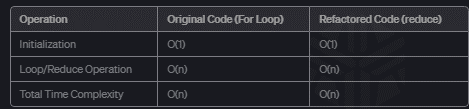 Operation Original Code (For Loop) Refactored Code (reduce)
Initialization O(1) O(1)
Loop/Reduce Operation O(n) O(n)
Total Time Complexity O(n) O(n)